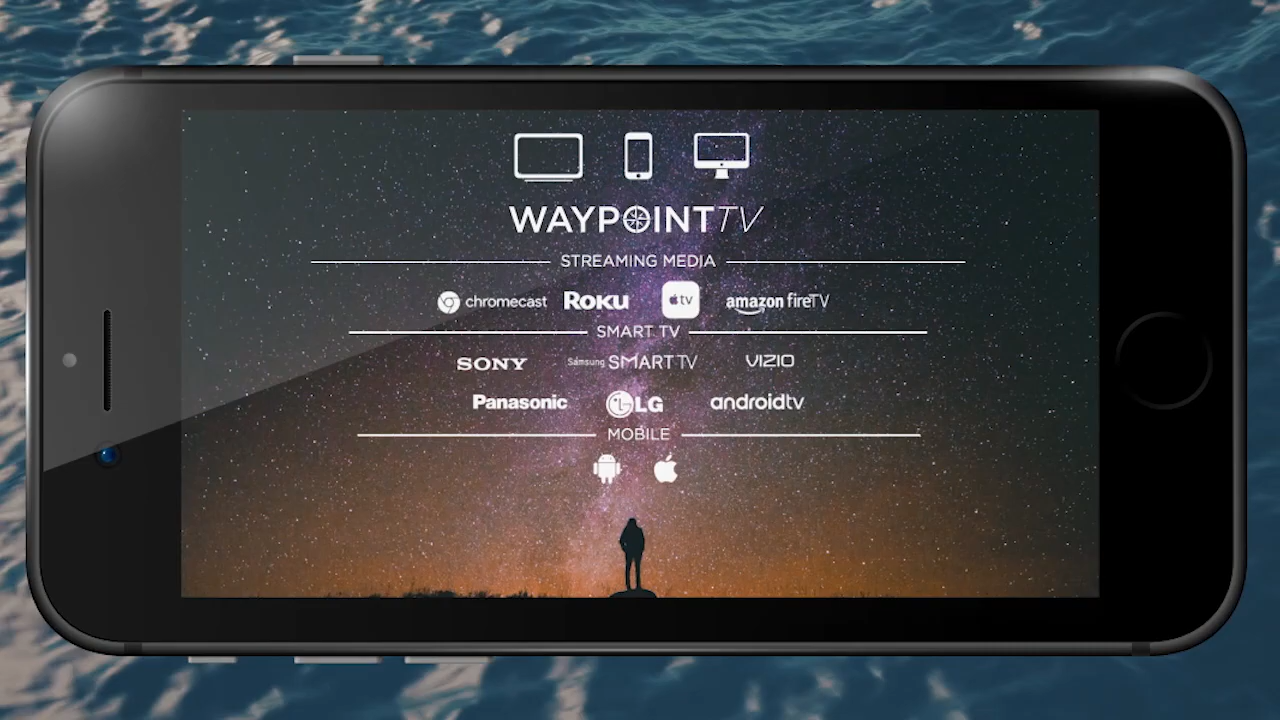 WAYPOINTTV
STREAMING MEDIA
chromecast ROKU tv amazon fireTV
SMART TV
SONY SAMSUNG SMART TV VIZIO
Panasonic LG androidtv
MOBILE